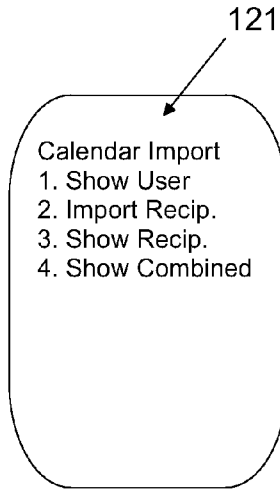 121
Calendar Import
1. Show User
2. Import Recip.
3. Show Recip.
4. Show Combined